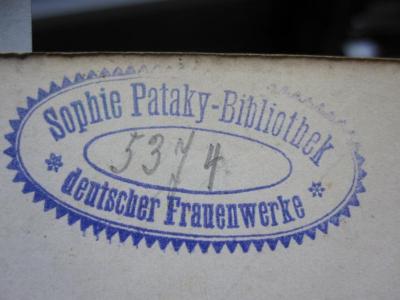 Sophie Pataky-Bibliothek
5374
deutscher Frauenwerke